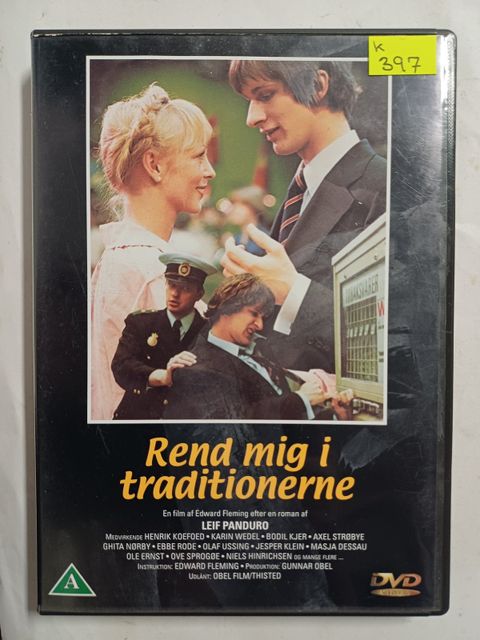 K
397
Rend mig i
traditionerne
En film af Edward Fleming efter en roman af
LEIF PANDURO
MEDVIRKENDE HENRIK KOEFOED • KARIN WEDEL • BODIL KJER • AXEL STRØBYE
GHITA NØRBY • EBBE RODE • OLAF USSING • JESPER KLEIN • MASJA DESSAU
OLE ERNST • OVE SPROGØE • NIELS HINRICHSEN OG MANGE FLERE ...
INSTRUKTION: EDWARD FLEMING • PRODUKTION: GUNNAR OBEL
UDLÅNT: OBEL FILM/THISTED
A
DVD